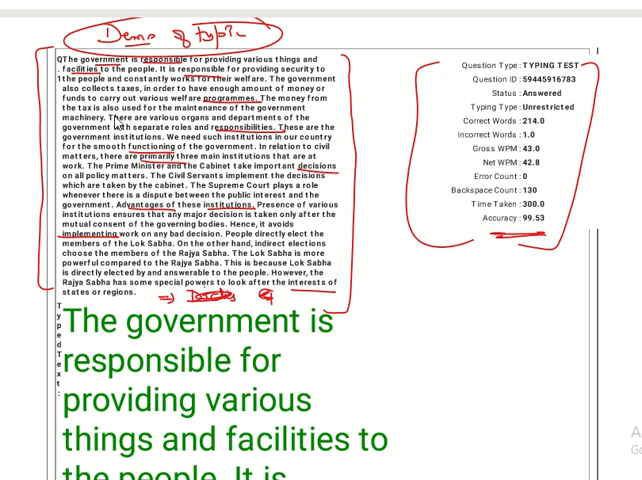 Demo of typin
QThe government is responsible for providing various things and
. facilities to the people. It is responsible for providing security to
1the people and constantly works for their welfare. The government
also collects taxes, in order to have enough amount of money or
funds to carry out various welfare programmes. The money from
the tax is also used for the maintenance of the government
machinery. There are various organs and departments of the
government with separate roles and responsibilities. These are the
government institutions. We need such institutions in our country
for the smooth functioning of the government. In relation to civil
matters, there are primarily three main institutions that are at
work. The Prime Minister and the Cabinet take important decisions
on all policy matters. The Civil Servants implement the decisions
which are taken by the cabinet. The Supreme Court plays a role
whenever there is a dispute between the public interest and the
government. Advantages of these institutions. Presence of various
institutions ensures that any major decision is taken only after the
mutual consent of the governing bodies. Hence, it avoids
implementing work on any bad decision. People directly elect the
members of the Lok Sabha. On the other hand, indirect elections
choose the members of the Rajya Sabha. The Lok Sabha is more
powerful compared to the Rajya Sabha. This is because Lok Sabha
is directly elected by and answerable to the people. However, the
Rajya Sabha has some special powers to look after the interests of
states or regions.
Question Type : TYPING TEST
Question ID : 59445916783
Status : Answered
Typing Type : Unrestricted
Correct Words : 214.0
Incorrect Words : 1.0
Gross WPM : 43.0
Net WPM : 42.8
Error Count : 0
Backspace Count : 130
Time Taken : 300.0
Accuracy : 99.53
Typed Text :
The government is
responsible for
providing various
things and facilities to
the people. It is